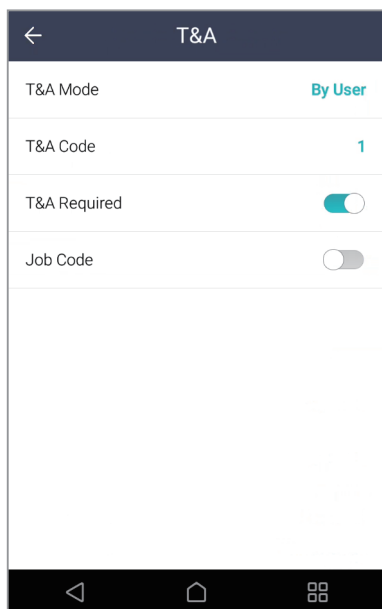 T&A
T&A Mode By User
T&A Code 1
T&A Required
Job Code